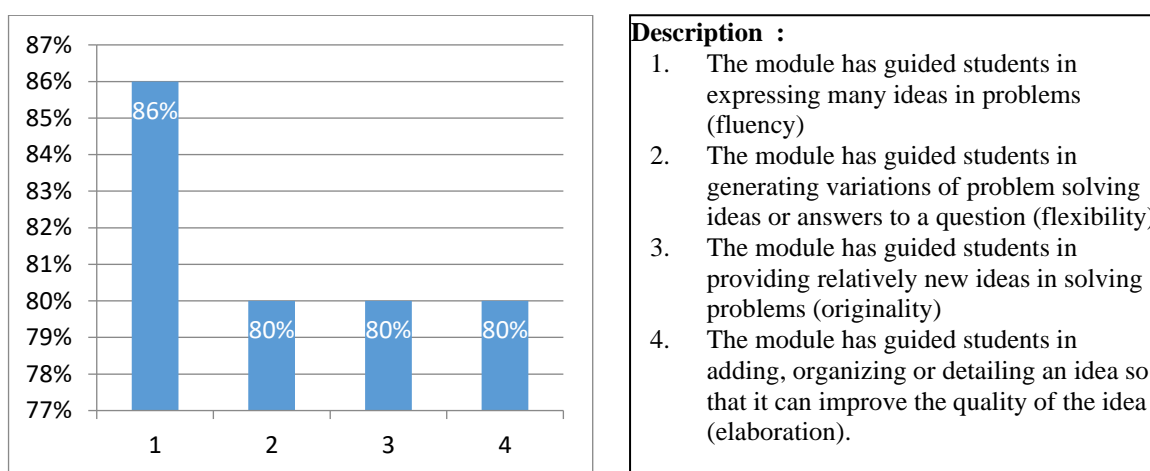 87%
86%
85%
84%
83%
82%
81%
80%
79%
78%
77%
86%
80%
80%
80%
1
2
3
4
Description :
1. The module has guided students in
expressing many ideas in problems
(fluency)
2. The module has guided students in
generating variations of problem solving
ideas or answers to a question (flexibility)
3. The module has guided students in
providing relatively new ideas in solving
problems (originality)
4. The module has guided students in
adding, organizing or detailing an idea so
that it can improve the quality of the idea
(elaboration).